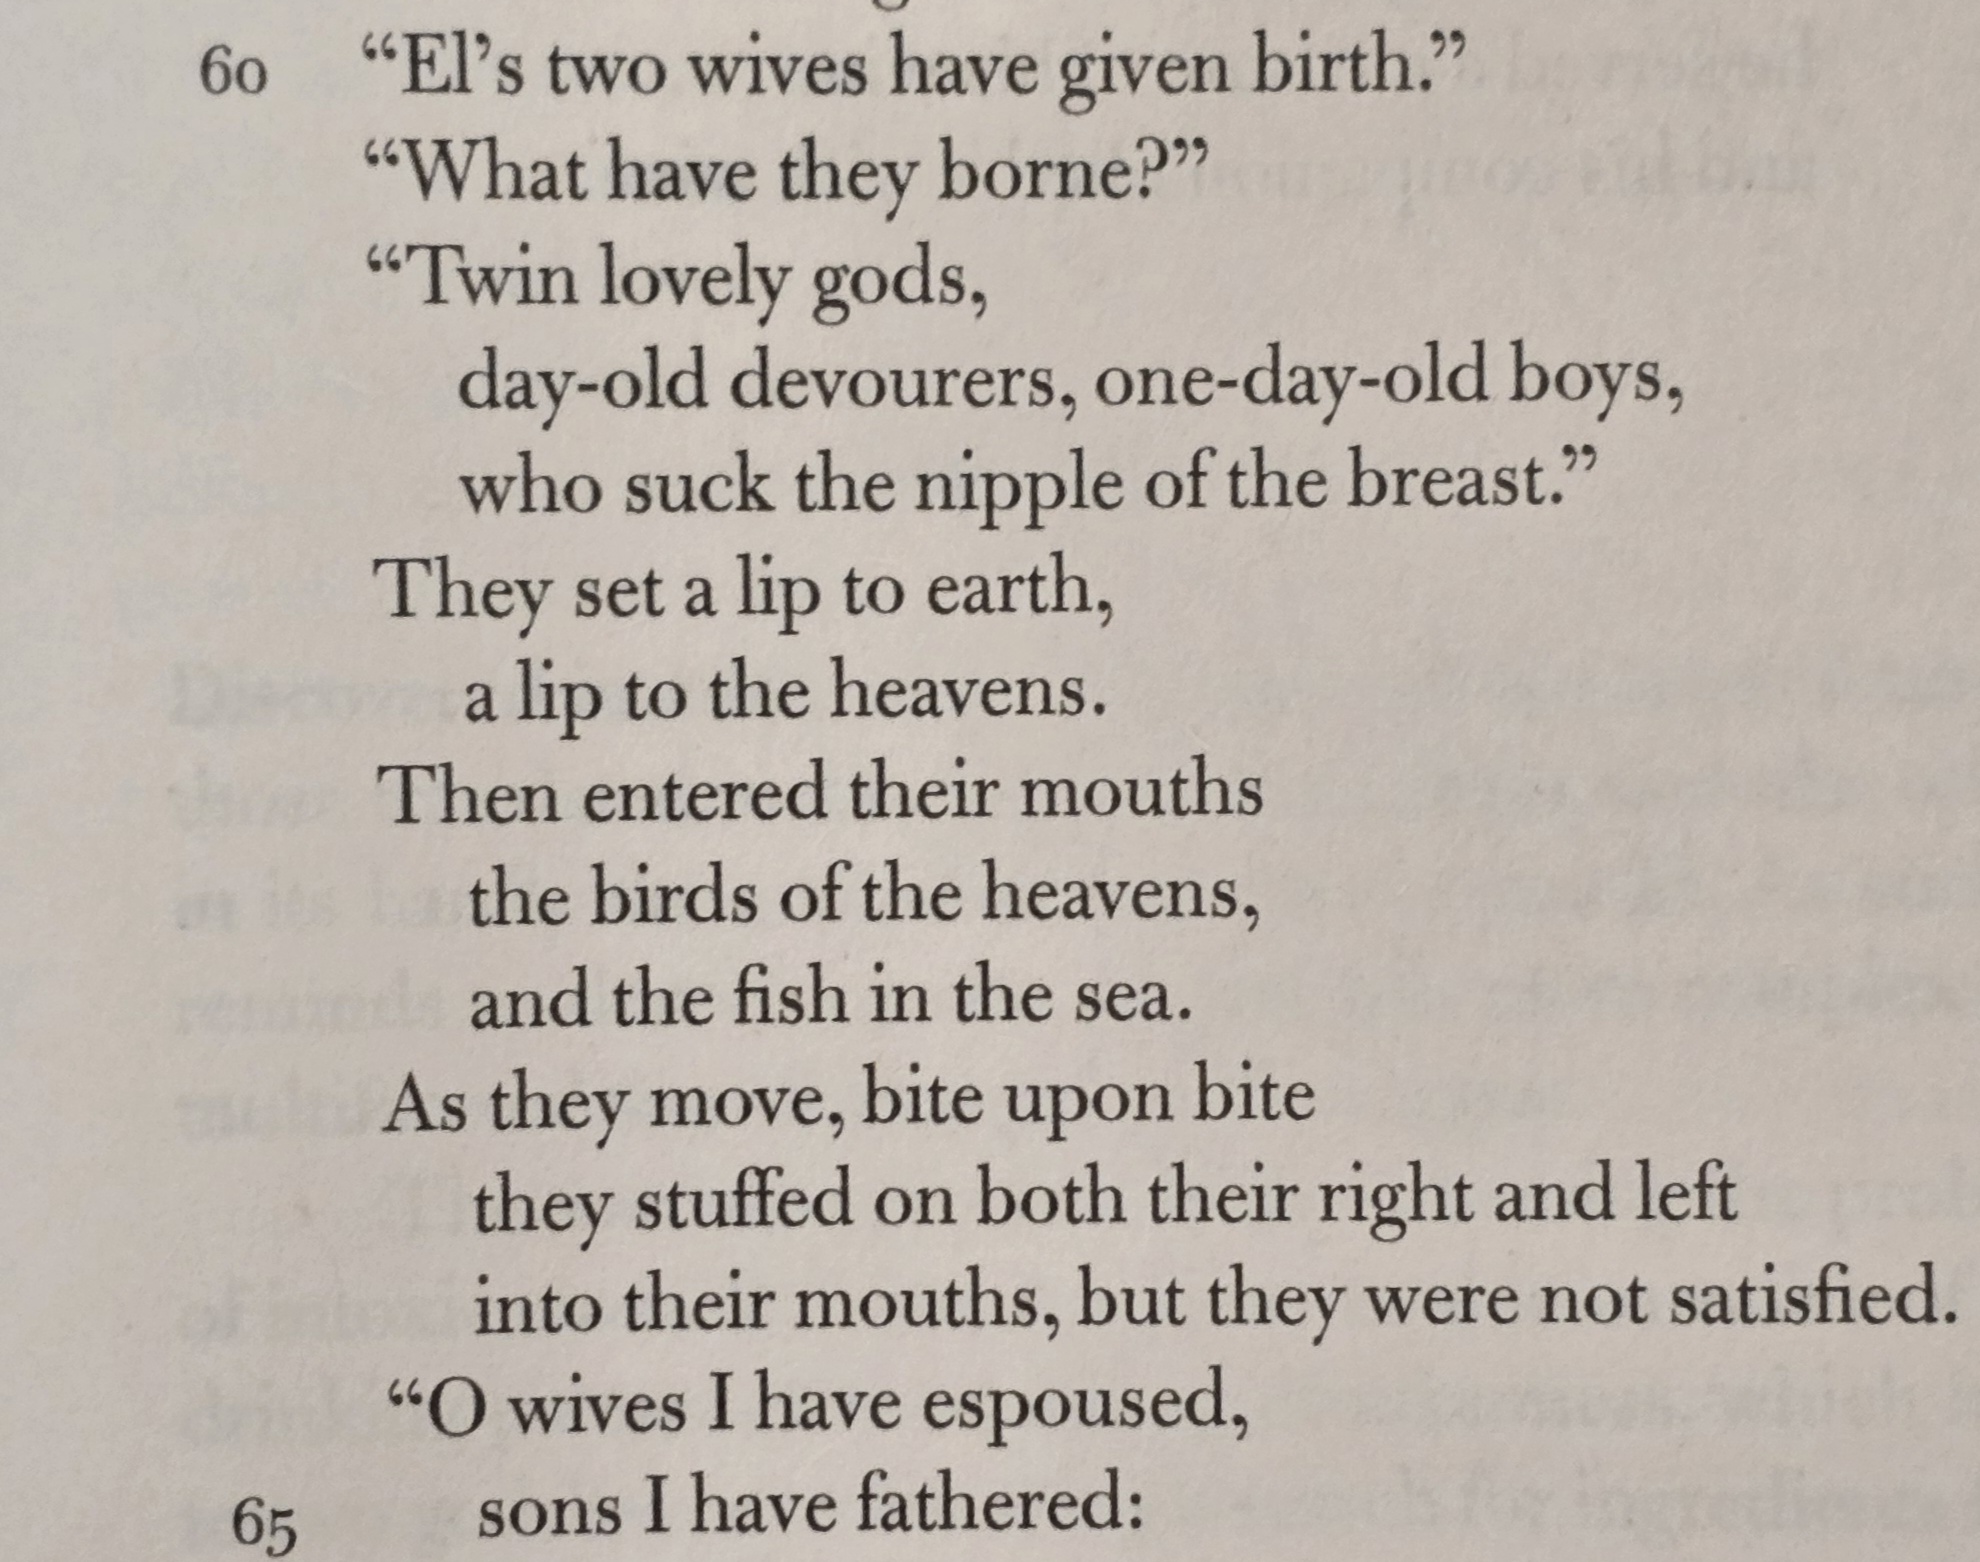 60 “El’s two wives have given birth.”
“What have they borne?”
“Twin lovely gods,
day-old devourers, one-day-old boys,
who suck the nipple of the breast.”
They set a lip to earth,
a lip to the heavens.
Then entered their mouths
the birds of the heavens,
and the fish in the sea.
As they move, bite upon bite
they stuffed on both their right and left
into their mouths, but they were not satisfied.
“O wives I have espoused,
65 sons I have fathered: